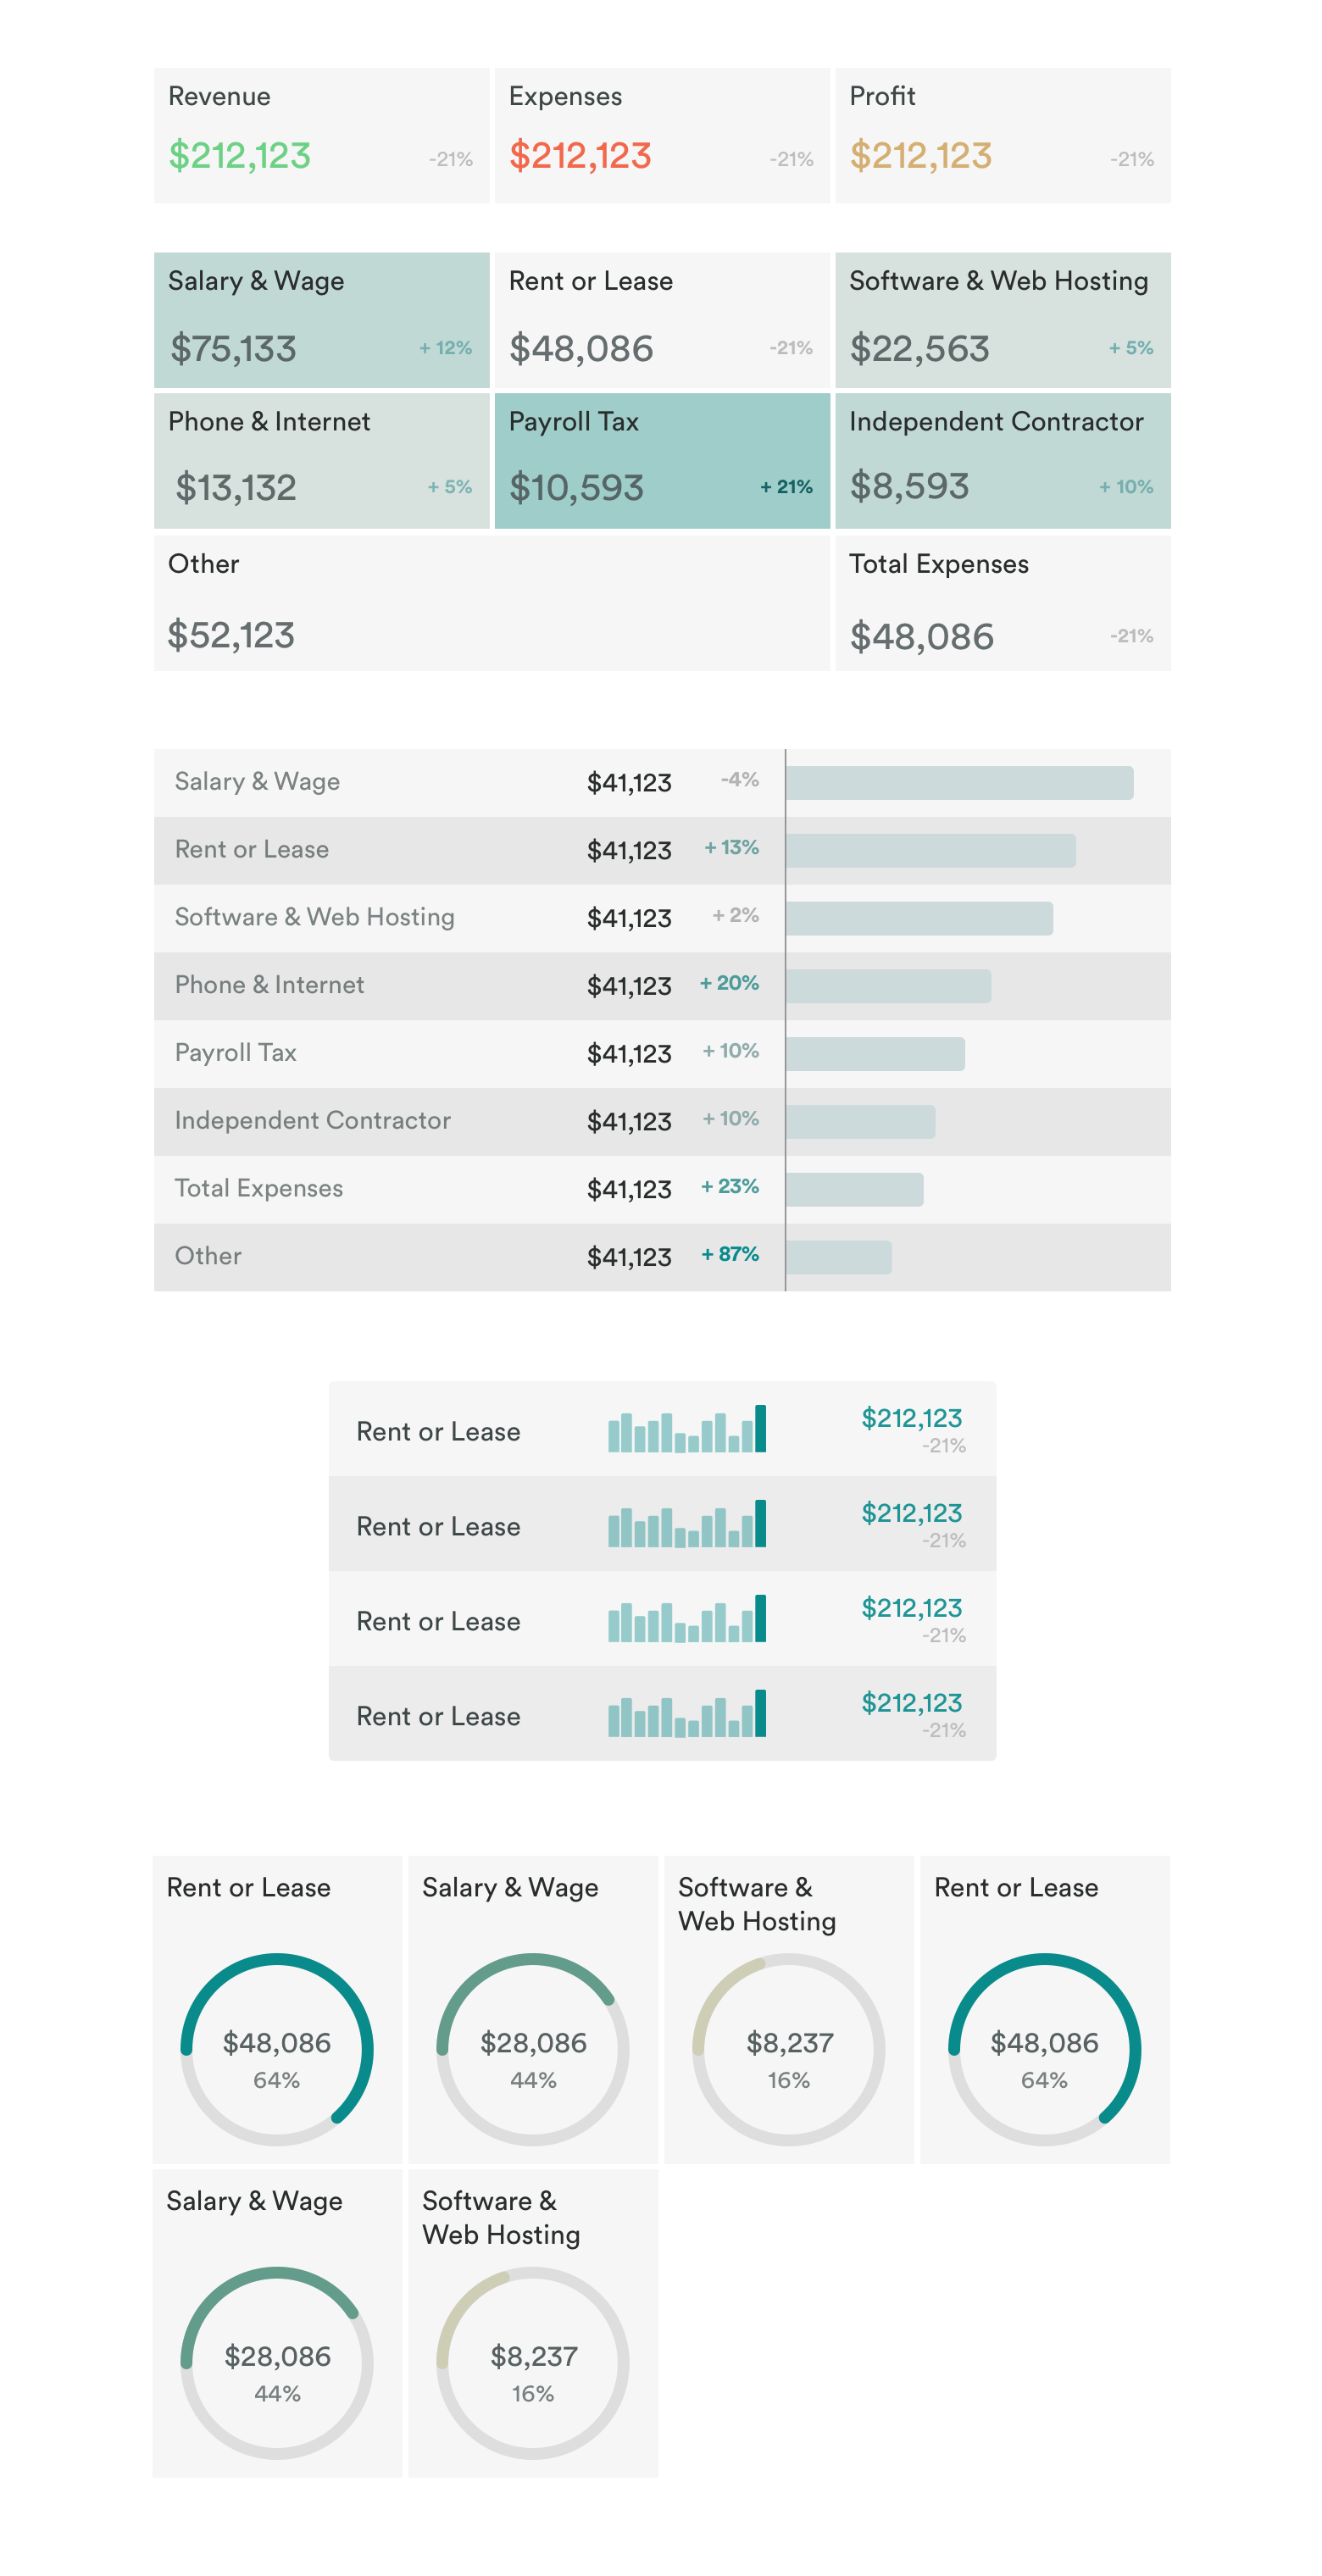 Revenue Expenses Profit
$212,123 -21% $212,123 -21% $212,123 -21%
Salary & Wage Rent or Lease Software & Web Hosting
$75,133 + 12% $48,086 -21% $22,563 + 5%
Phone & Internet Payroll Tax Independent Contractor
$13,132 + 5% $10,593 + 21% $8,593 + 10%
Other Total Expenses
$52,123 $48,086 -21%
Salary & Wage $41,123 -4%
Rent or Lease $41,123 + 13%
Software & Web Hosting $41,123 + 2%
Phone & Internet $41,123 + 20%
Payroll Tax $41,123 + 10%
Independent Contractor $41,123 + 10%
Total Expenses $41,123 + 23%
Other $41,123 + 87%
Rent or Lease $212,123
-21%
Rent or Lease $212,123
-21%
Rent or Lease $212,123
-21%
Rent or Lease $212,123
-21%
Rent or Lease
$48,086
64%
Salary & Wage
$28,086
44%
Software &
Web Hosting
$8,237
16%
Rent or Lease
$48,086
64%
Salary & Wage
$28,086
44%
Software &
Web Hosting
$8,237
16%